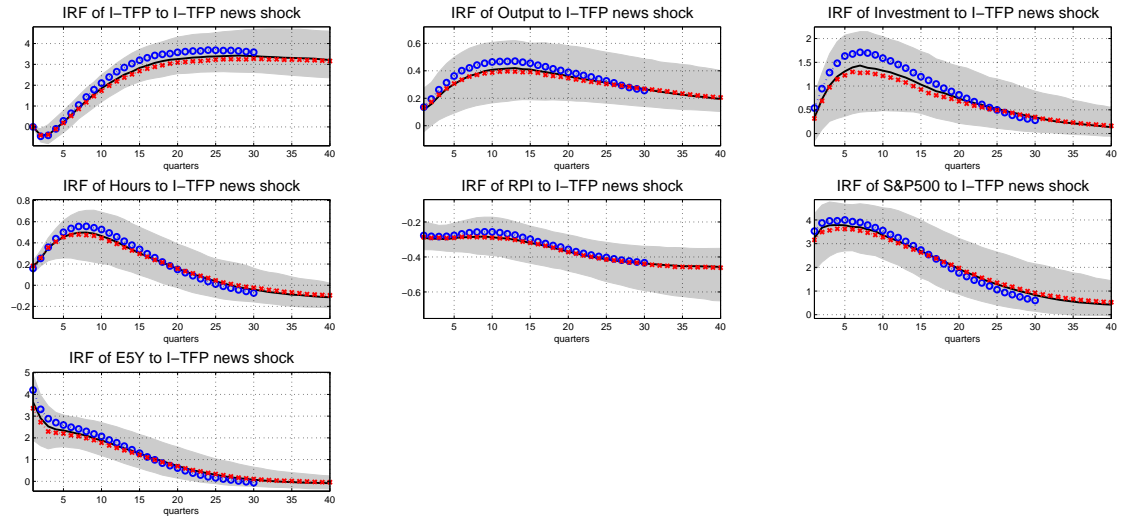 IRF of I−TFP to I−TFP news shock
4
3
2
1
0
5 10 15 20 25 30 35 40
quarters
IRF of Output to I−TFP news shock
0.6
0.4
0.2
0
5 10 15 20 25 30 35 40
quarters
IRF of Investment to I−TFP news shock
2
1.5
1
0.5
0
5 10 15 20 25 30 35 40
quarters
IRF of Hours to I−TFP news shock
0.8
0.6
0.4
0.2
0
−0.2
5 10 15 20 25 30 35 40
quarters
IRF of RPI to I−TFP news shock
−0.2
−0.4
−0.6
5 10 15 20 25 30 35 40
quarters
IRF of S&P500 to I−TFP news shock
4
3
2
1
0
5 10 15 20 25 30 35 40
quarters
IRF of E5Y to I−TFP news shock
5
4
3
2
1
0
5 10 15 20 25 30 35 40
quarters